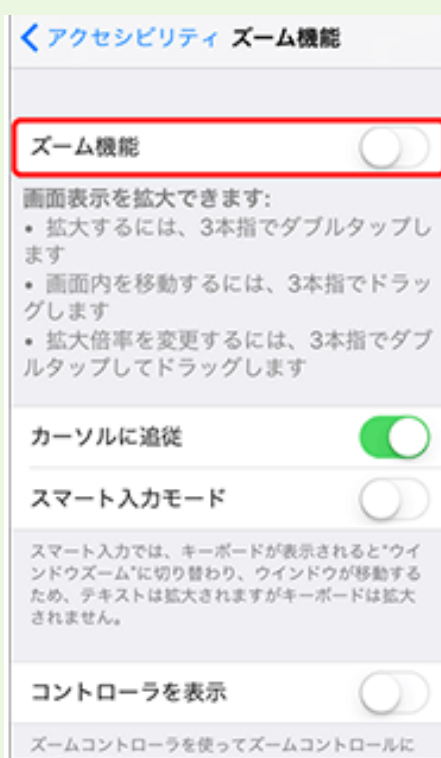 アクセシビリティ ズーム機能
ズーム機能
画面表示を拡大できます:
• 拡大するには、3本指でダブルタップし
ます
• 画面内を移動するには、3本指でドラッ
グします
• 拡大倍率を変更するには、3本指でダブ
ルタップしてドラッグします
カーソルに追従
スマート入力モード
スマート入力では、キーボードが表示されると“ウイ
ンドウズーム”に切り替わり、ウインドウが移動する
ため、テキストは拡大されますがキーボードは拡大
されません。
コントローラを表示
ズームコントローラを使ってズームコントロールに